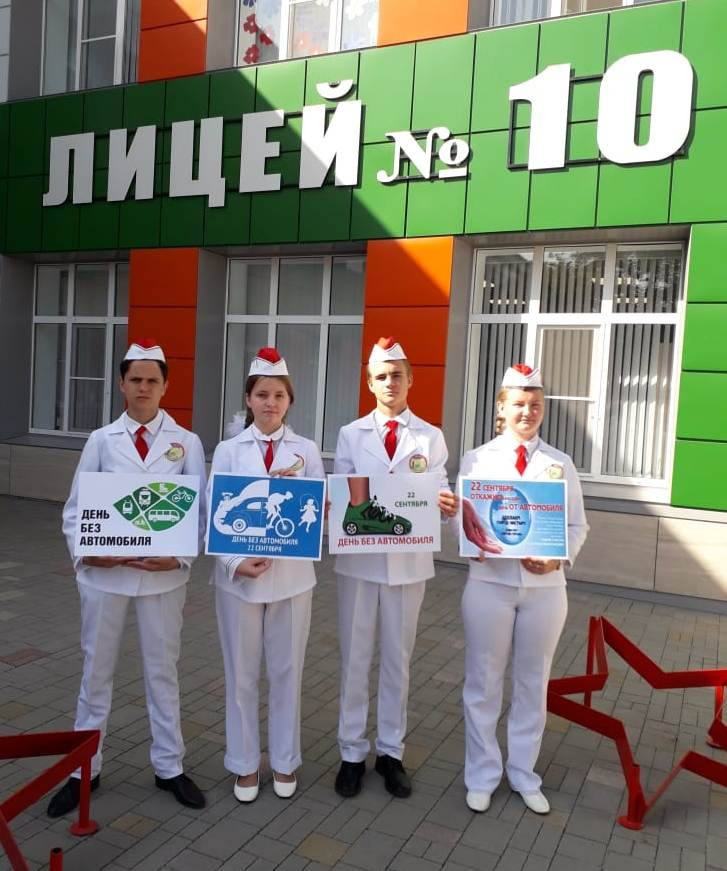 ЛИЦЕЙ № 10
ДЕНЬ
БЕЗ
АВТОМОБИЛЯ
ДЕНЬ БЕЗ АВТОМОБИЛЯ
22 СЕНТЯБРЯ
22
СЕНТЯБРЯ
ДЕНЬ БЕЗ АВТОМОБИЛЯ
22 СЕНТЯБРЯ
ОТКАЖИСЬ
ОТ АВТОМОБИЛЯ